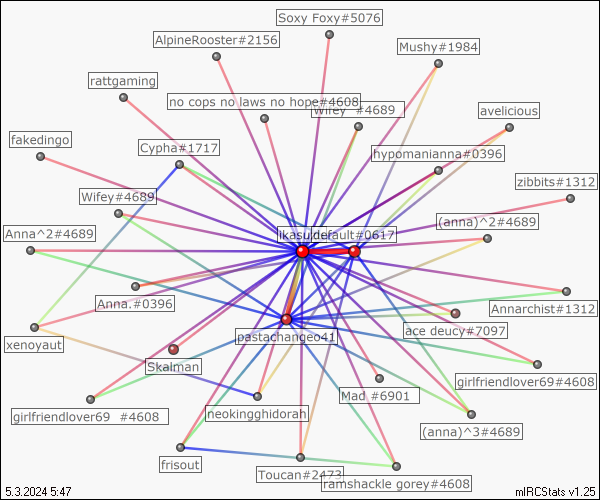 Soxy Foxy#5076
AlpineRooster#2156
Mushy#1984
rattgaming
no cops no laws no hope#4608
Wifey #4689
avelicious
fakedingo
Cypha#1717
hypomanianna#0396
zibbits#1312
Wifey#4689
(anna)^2#4689
Anna^2#4689
default#0617
Anna.#0396
Annarchist#1312
ace deucy#7097
xenoyaut
pastachangeo41
Skalman
girlfriendlover69#4608
Mad #6901
girlfriendlover69 #4608
neokingghidorah
(anna)^3#4689
frisout
Toucan#2473
ramshackle gorey#4608
5.3.2024 5:47
mIRCStats v1.25